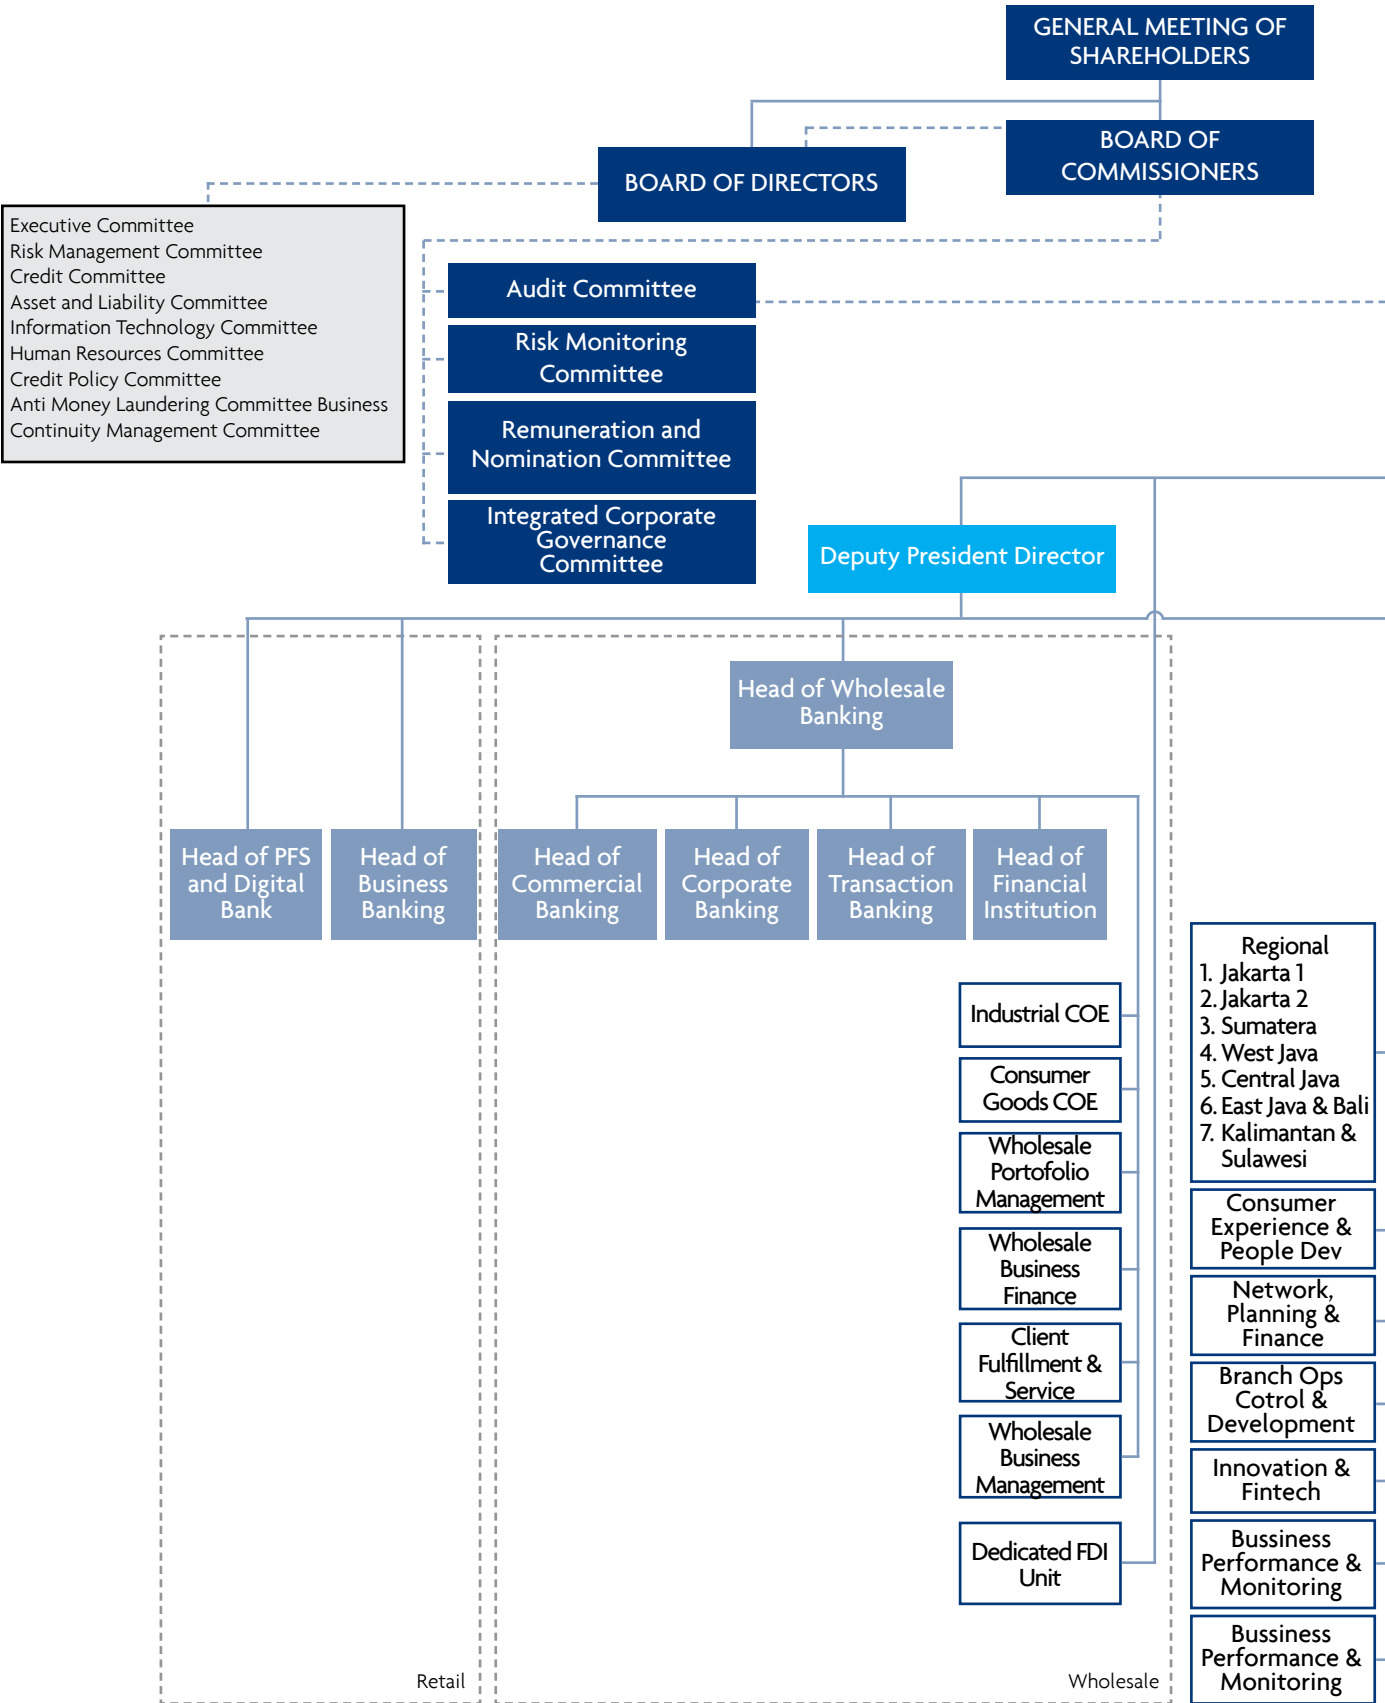 GENERAL MEETING OF
SHAREHOLDERS
BOARD OF
COMMISSIONERS
BOARD OF DIRECTORS
Executive Committee
Risk Management Committee
Credit Committee
Asset and Liability Committee
Information Technology Committee
Human Resources Committee
Credit Policy Committee
Anti Money Laundering Committee Business
Continuity Management Committee
Audit Committee
Risk Monitoring
Committee
Remuneration and
Nomination Committee
Integrated Corporate
Governance
Committee
Deputy President Director
Head of Wholesale
Banking
Head of PFS
and Digital
Bank
Head of
Business
Banking
Head of
Commercial
Banking
Head of
Corporate
Banking
Head of
Transaction
Banking
Head of
Financial
Institution
Industrial COE
Consumer
Goods COE
Wholesale
Portofolio
Management
Wholesale
Business
Finance
Client
Fulfillment &
Service
Wholesale
Business
Management
Dedicated FDI
Unit
Regional
1. Jakarta 1
2. Jakarta 2
3. Sumatera
4. West Java
5. Central Java
6. East Java & Bali
7. Kalimantan &
Sulawesi
Consumer
Experience &
People Dev
Network,
Planning &
Finance
Branch Ops
Cotrol &
Development
Innovation &
Fintech
Bussiness
Performance &
Monitoring
Bussiness
Performance &
Monitoring
Retail
Wholesale